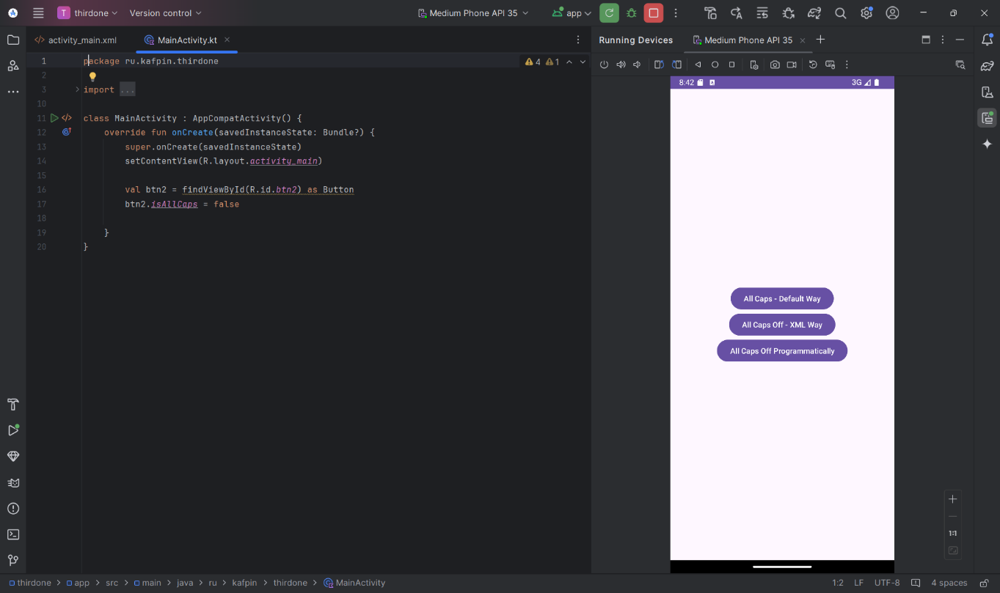 T thirdone Version control Medium Phone API 35 app
activity_main.xml MainActivity.kt Running Devices Medium Phone API 35
1 package ru.kafpin.thirdone 4 1
2
3 import ...
10
11 class MainActivity : AppCompatActivity() {
12 override fun onCreate(savedInstanceState: Bundle?) {
13 super.onCreate(savedInstanceState)
14 setContentView(R.layout.activity_main)
15
16 val btn2 = findViewById(R.id.btn2) as Button
17 btn2.isAllCaps = false
18
19 }
20 }
8:42 3G
All Caps - Default Way
All Caps Off - XML Way
All Caps Off Programmatically
1:1
thirdone > app > src > main > java > ru > kafpin > thirdone > MainActivity 1:2 LF UTF-8 4 spaces